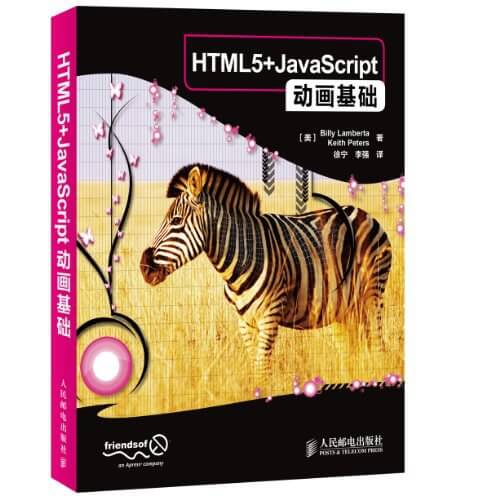 HTML5+JavaScript
动画基础
[美] Billy Lamberta 著
Keith Peters
徐宁 李强 译
HTML5+JavaScript 动画基础
人民邮电出版社
friendsof
an Apress company
人民邮电出版社
POSTS & TELECOM PRESS